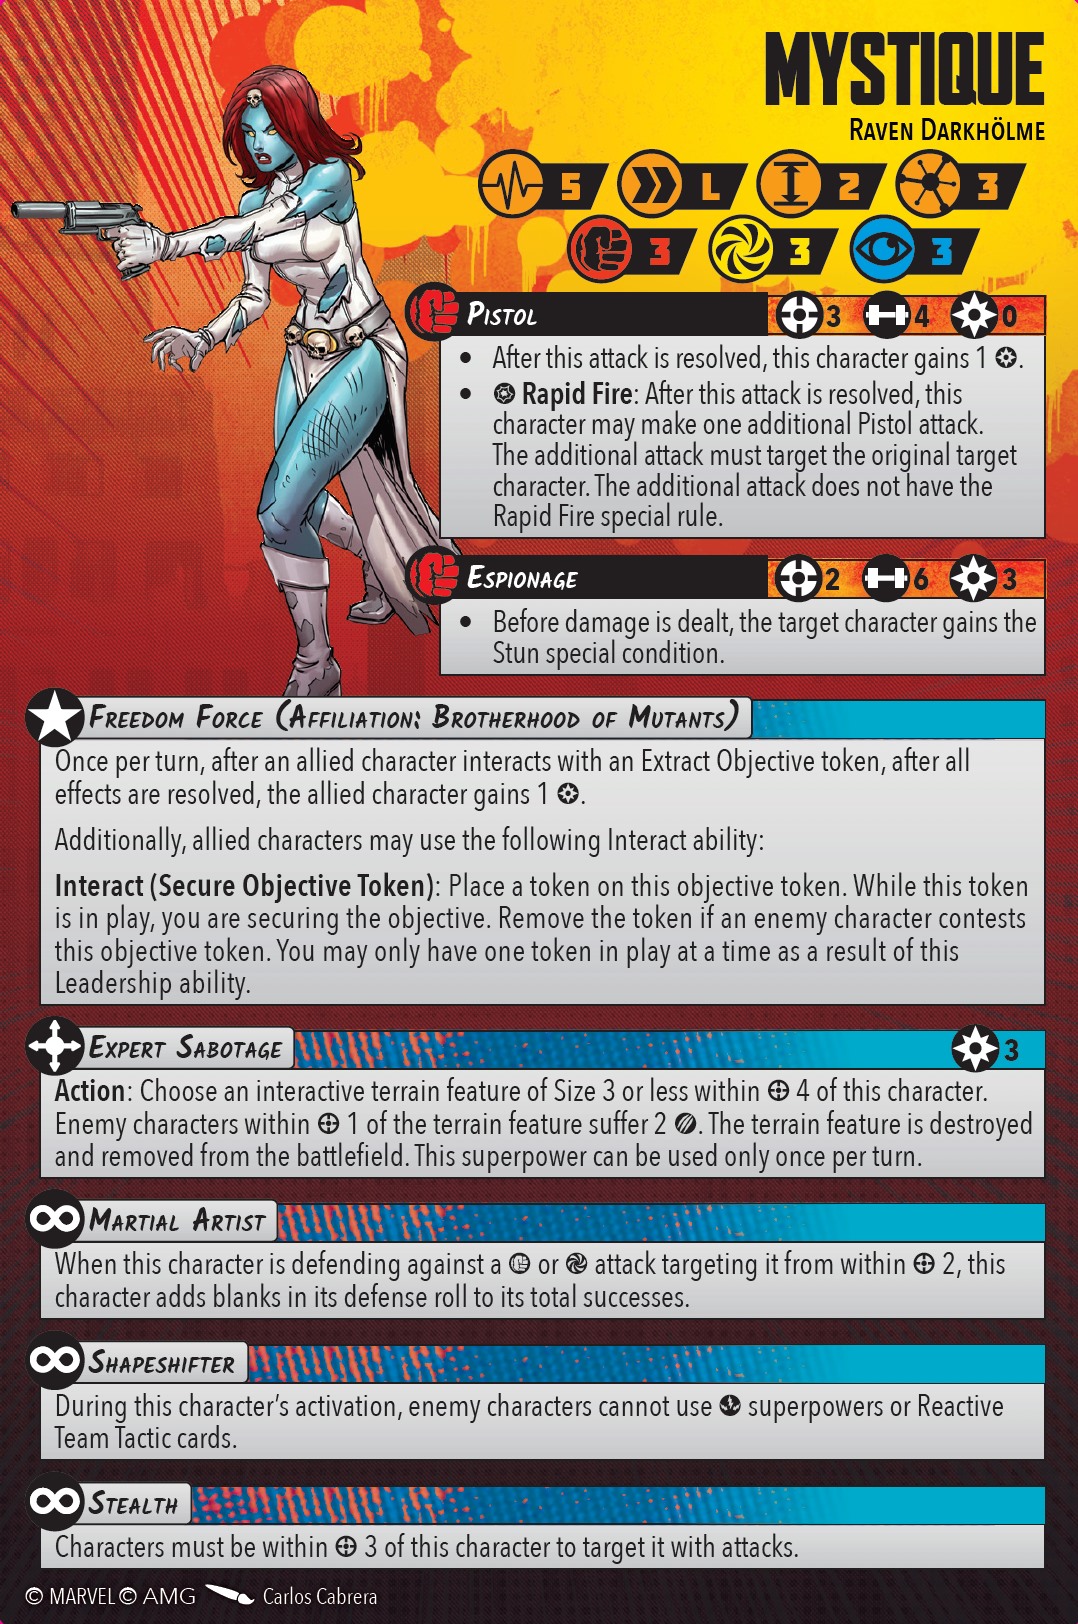 MYSTIQUE
RAVEN DARKHÖLME
5 L 2 3
3 3 3
PISTOL 3 4 0
• After this attack is resolved, this character gains 1 .
• Rapid Fire: After this attack is resolved, this
character may make one additional Pistol attack.
The additional attack must target the original target
character. The additional attack does not have the
Rapid Fire special rule.
ESPIONAGE 2 6 3
• Before damage is dealt, the target character gains the
Stun special condition.
FREEDOM FORCE (AFFILIATION: BROTHERHOOD OF MUTANTS)
Once per turn, after an allied character interacts with an Extract Objective token, after all
effects are resolved, the allied character gains 1 .
Additionally, allied characters may use the following Interact ability:
Interact (Secure Objective Token): Place a token on this objective token. While this token
is in play, you are securing the objective. Remove the token if an enemy character contests
this objective token. You may only have one token in play at a time as a result of this
Leadership ability.
EXPERT SABOTAGE 3
Action: Choose an interactive terrain feature of Size 3 or less within 4 of this character.
Enemy characters within 1 of the terrain feature suffer 2 . The terrain feature is destroyed
and removed from the battlefield. This superpower can be used only once per turn.
MARTIAL ARTIST
When this character is defending against a or attack targeting it from within 2, this
character adds blanks in its defense roll to its total successes.
SHAPESHIFTER
During this character's activation, enemy characters cannot use superpowers or Reactive
Team Tactic cards.
STEALTH
Characters must be within 3 of this character to target it with attacks.
© MARVEL © AMG Carlos Cabrera